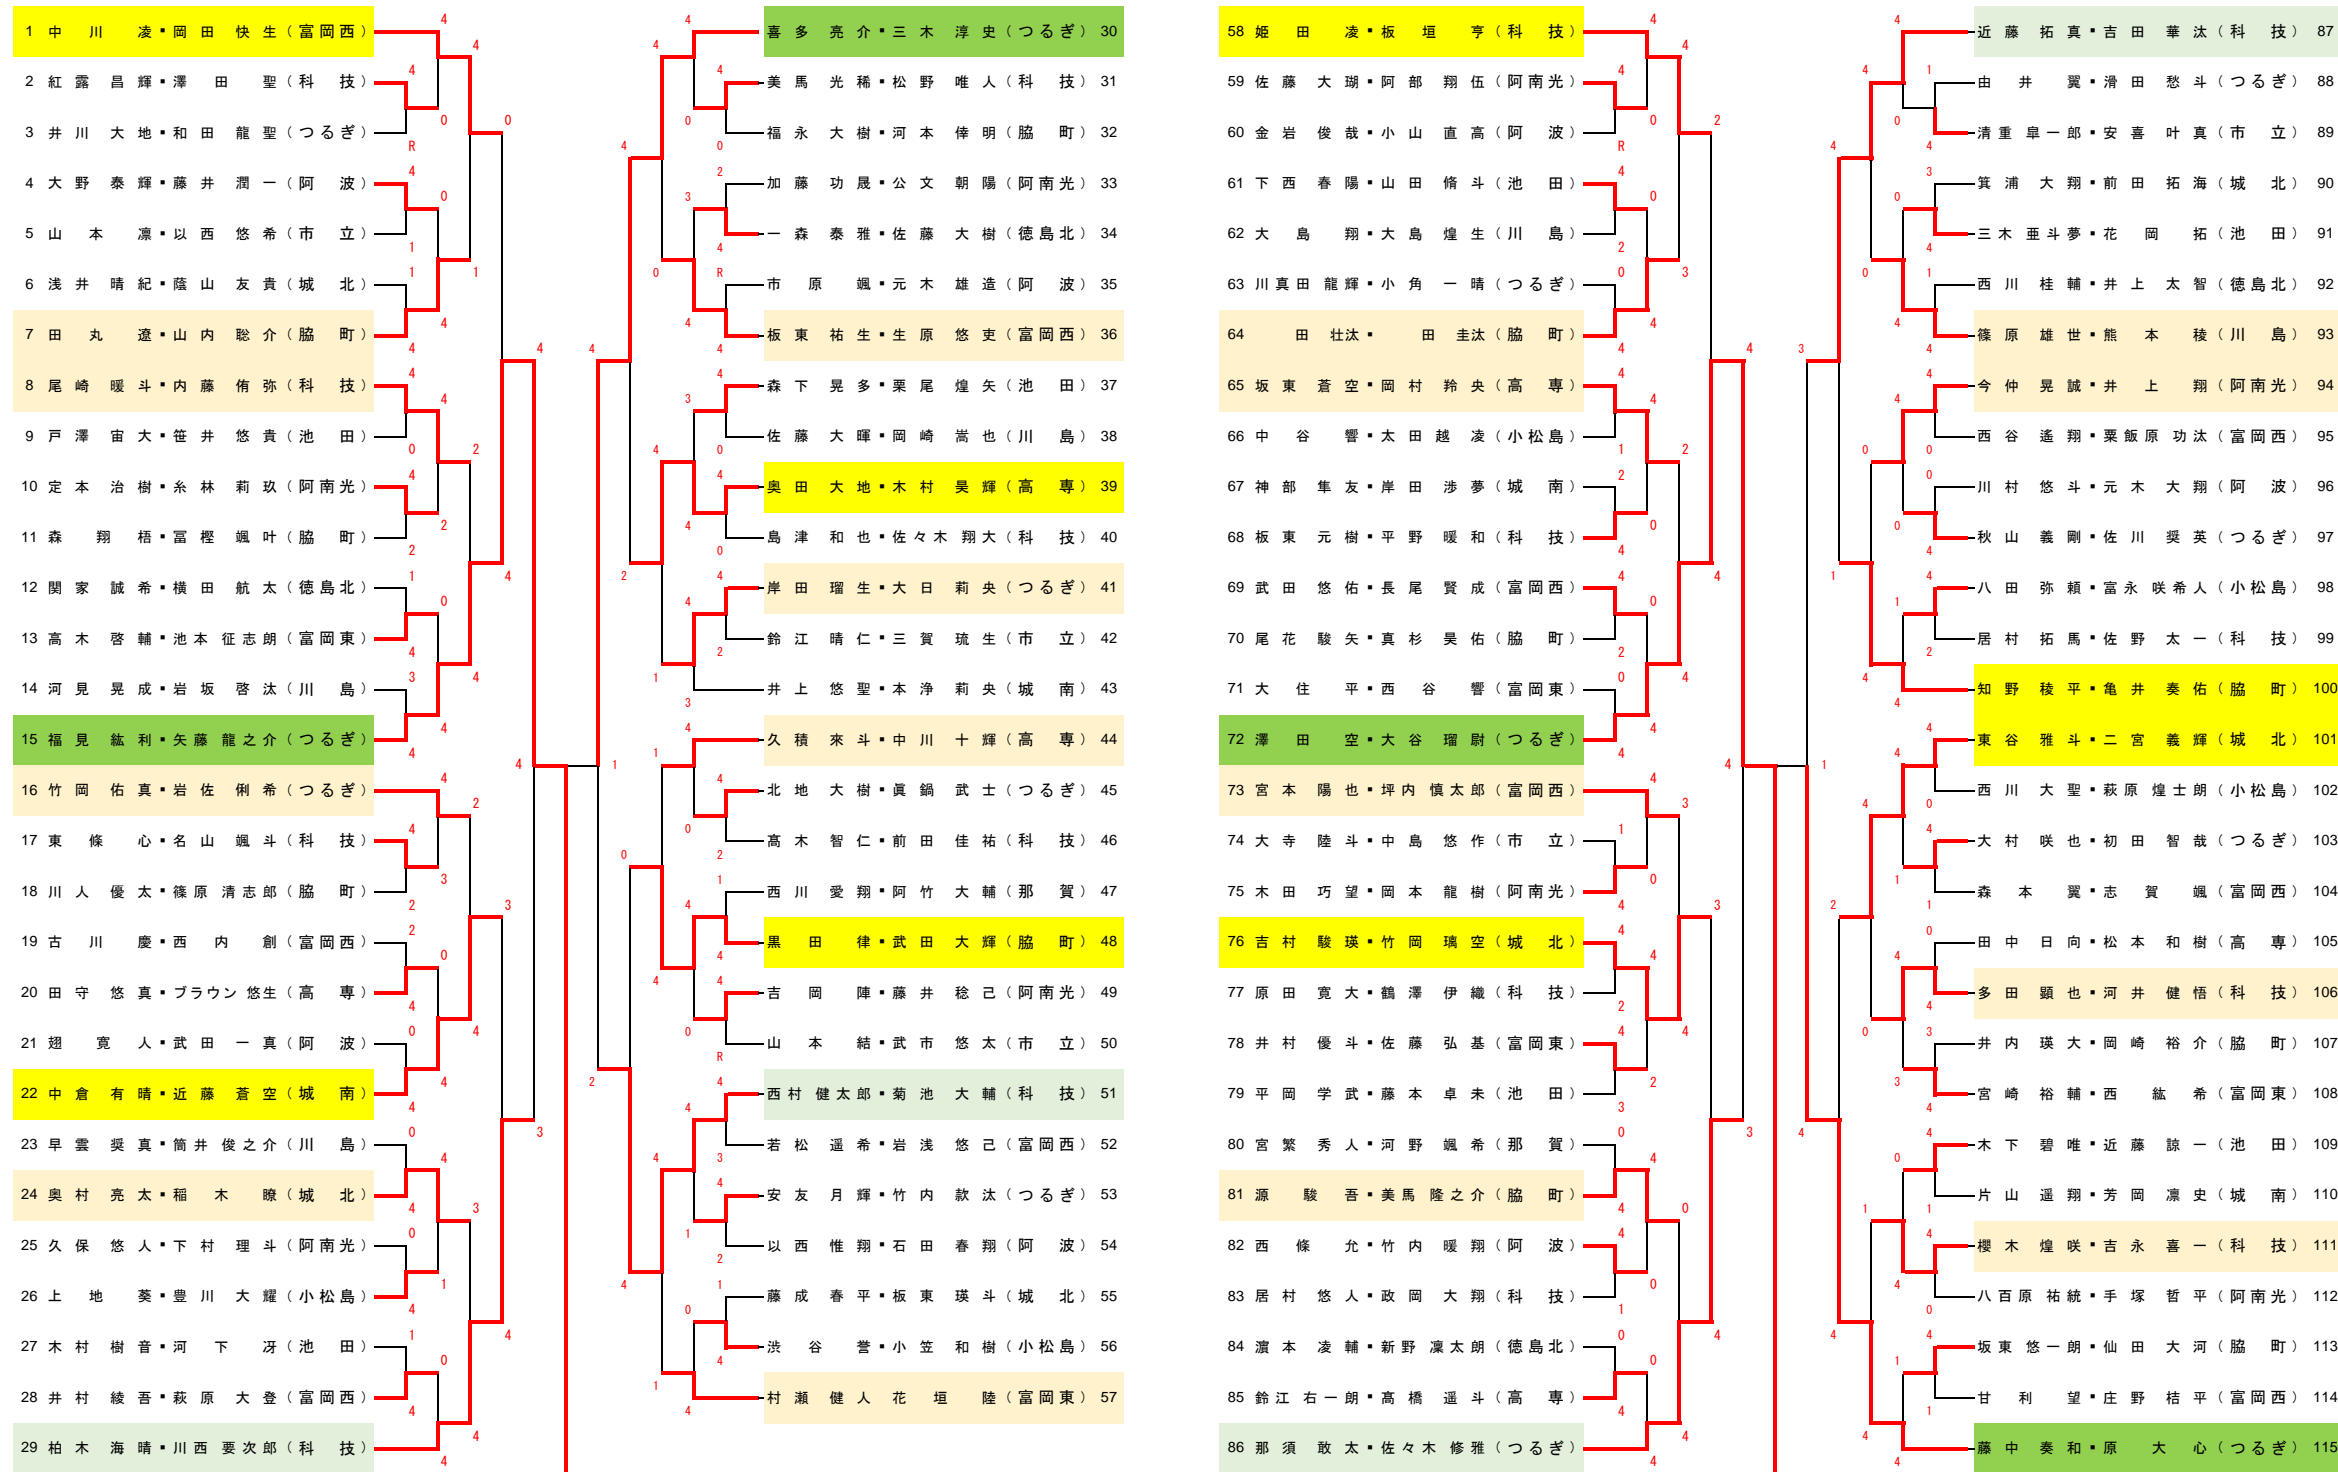 1 中川 凌・岡田 快生（富岡西）
2 紅露 昌輝・澤田 聖（科技）
3 井川 大地・和田 龍聖（つるぎ）
4 大野 泰輝・藤井 潤一（阿波）
5 山本 凛・以西 悠希（市立）
6 浅井 晴紀・蔭山 友貴（城北）
7 田丸 遼・山内 聡介（脇町）
8 尾崎 暖斗・内藤 侑弥（科技）
9 戸澤 宙大・笹井 悠貴（池田）
10 定本 治樹・糸林 莉玖（阿南光）
11 森 翔梧・冨樫 颯叶（脇町）
12 関家 誠希・横田 航太（徳島北）
13 高木 啓輔・池本 征志朗（富岡東）
14 河見 晃成・岩坂 啓汰（川島）
15 福見 紘利・矢藤 龍之介（つるぎ）
16 竹岡 佑真・岩佐 俐希（つるぎ）
17 東條 心・名山 颯斗（科技）
18 川人 優太・篠原 清志郎（脇町）
19 古川 慶・西内 創（富岡西）
20 田守 悠真・ブラウン 悠生（高専）
21 翅 寛人・武田 一真（阿波）
22 中倉 有晴・近藤 蒼空（城南）
23 早雲 奨真・筒井 俊之介（川島）
24 奥村 亮太・稲木 瞭（城北）
25 久保 悠人・下村 理斗（阿南光）
26 上地 葵・豊川 大耀（小松島）
27 木村 樹音・河下 冴（池田）
28 井村 綾吾・萩原 大登（富岡西）
29 柏木 海晴・川西 要次郎（科技）
喜多 亮介・三木 淳史（つるぎ）30
美馬 光稀・松野 唯人（科技）31
福永 大樹・河本 倖明（脇町）32
加藤 功晟・公文 朝陽（阿南光）33
一森 泰雅・佐藤 大樹（徳島北）34
市原 颯・元木 雄造（阿波）35
板東 祐生・生原 悠吏（富岡西）36
森下 晃多・栗尾 煌矢（池田）37
佐藤 大暉・岡崎 嵩也（川島）38
奥田 大地・木村 昊輝（高専）39
島津 和也・佐々木 翔大（科技）40
岸田 瑠生・大日 莉央（つるぎ）41
鈴江 晴仁・三賀 琉生（市立）42
井上 悠聖・本浄 莉央（城南）43
久積 來斗・中川 十輝（高専）44
北地 大樹・眞鍋 武士（つるぎ）45
髙木 智仁・前田 佳祐（科技）46
西川 愛翔・阿竹 大輔（那賀）47
黒田 律・武田 大輝（脇町）48
吉岡 陣・藤井 稔己（阿南光）49
山本 結・武市 悠太（市立）50
西村 健太郎・菊池 大輔（科技）51
若松 遥希・岩浅 悠己（富岡西）52
安友 月輝・竹内 款汰（つるぎ）53
以西 惟翔・石田 春翔（阿波）54
藤成 春平・板東 瑛斗（城北）55
渋谷 誉・小笠 和樹（小松島）56
村瀬 健人 花垣 陸（富岡東）57
58 姫田 凌・板垣 亨（科技）
59 佐藤 大瑚・阿部 翔伍（阿南光）
60 金岩 俊哉・小山 直高（阿波）
61 下西 春陽・山田 脩斗（池田）
62 大島 翔・大島 煌生（川島）
63 川真田 龍輝・小角 一晴（つるぎ）
64 田 壮汰・ 田 圭汰（脇町）
65 坂東 蒼空・岡村 羚央（高専）
66 中谷 響・太田 越凌（小松島）
67 神部 隼友・岸田 渉夢（城南）
68 板東 元樹・平野 暖和（科技）
69 武田 悠佑・長尾 賢成（富岡西）
70 尾花 駿矢・真杉 昊佑（脇町）
71 大住 平・西谷 響（富岡東）
72 澤田 空・大谷 瑠尉（つるぎ）
73 宮本 陽也・坪内 慎太郎（富岡西）
74 大寺 陸斗・中島 悠作（市立）
75 木田 巧望・岡本 龍樹（阿南光）
76 吉村 駿瑛・竹岡 璃空（城北）
77 原田 寛大・鶴澤 伊織（科技）
78 井村 優斗・佐藤 弘基（富岡東）
79 平岡 学武・藤本 卓未（池田）
80 宮繁 秀人・河野 颯希（那賀）
81 源 駿吾・美馬 隆之介（脇町）
82 西條 允・竹内 暖翔（阿波）
83 居村 悠人・政岡 大翔（科技）
84 濵本 凌輔・新野 凜太朗（徳島北）
85 鈴江 右一朗・髙橋 遥斗（高専）
86 那須 敢太・佐々木 修雅（つるぎ）
近藤 拓真・吉田 華汰（科技）87
由井 翼・滑田 愁斗（つるぎ）88
清重 阜一郎・安喜 叶真（市立）89
箕浦 大翔・前田 拓海（城北）90
三木 亜斗夢・花岡 拓（池田）91
西川 桂輔・井上 太智（徳島北）92
篠原 雄世・熊本 稜（川島）93
今仲 晃誠・井上 翔（阿南光）94
西谷 遙翔・粟飯原 功汰（富岡西）95
川村 悠斗・元木 大翔（阿波）96
秋山 義剛・佐川 奨英（つるぎ）97
八田 弥頼・富永 咲希人（小松島）98
居村 拓馬・佐野 太一（科技）99
知野 稜平・亀井 奏佑（脇町）100
東谷 雅斗・二宮 義輝（城北）101
西川 大聖・萩原 煌士朗（小松島）102
大村 咲也・初田 智哉（つるぎ）103
森本 翼・志賀 颯（富岡西）104
田中 日向・松本 和樹（高専）105
多田 顕也・河井 健悟（科技）106
井内 瑛大・岡崎 裕介（脇町）107
宮崎 裕輔・西 紘希（富岡東）108
木下 碧唯・近藤 諒一（池田）109
片山 遥翔・芳岡 凛史（城南）110
櫻木 煌咲・吉永 喜一（科技）111
八百原 祐統・手塚 哲平（阿南光）112
坂東 悠一朗・仙田 大河（脇町）113
甘利 望・庄野 桔平（富岡西）114
藤中 奏和・原 大心（つるぎ）115